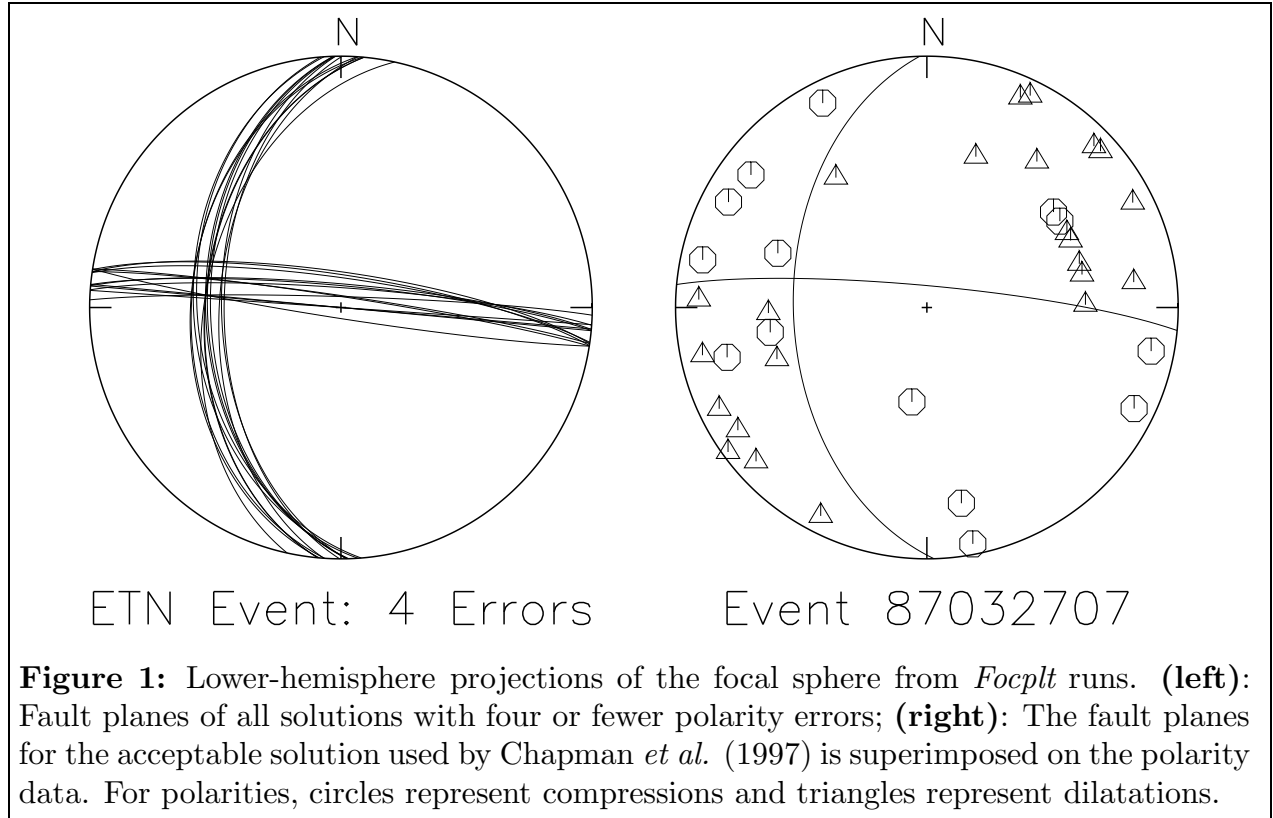 N
N
ETN Event: 4 Errors
Event 87032707
Figure 1: Lower-hemisphere projections of the focal sphere from Focplt runs. (left):
Fault planes of all solutions with four or fewer polarity errors; (right): The fault planes
for the acceptable solution used by Chapman et al. (1997) is superimposed on the polarity
data. For polarities, circles represent compressions and triangles represent dilatations.